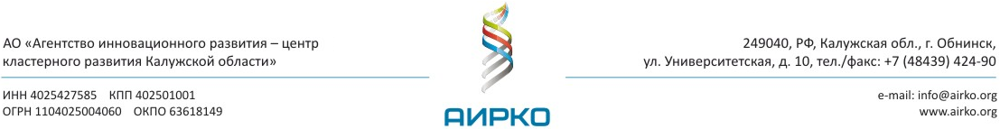 АО «Агентство инновационного развития – центр
кластерного развития Калужской области»
ИНН 4025427585 КПП 402501001
ОГРН 1104025004060 ОКПО 63618149
АИРКО
249040, РФ, Калужская обл., г. Обнинск,
ул. Университетская, д. 10, тел./факс: +7 (48439) 424-90
e-mail: info@airko.org
www.airko.org